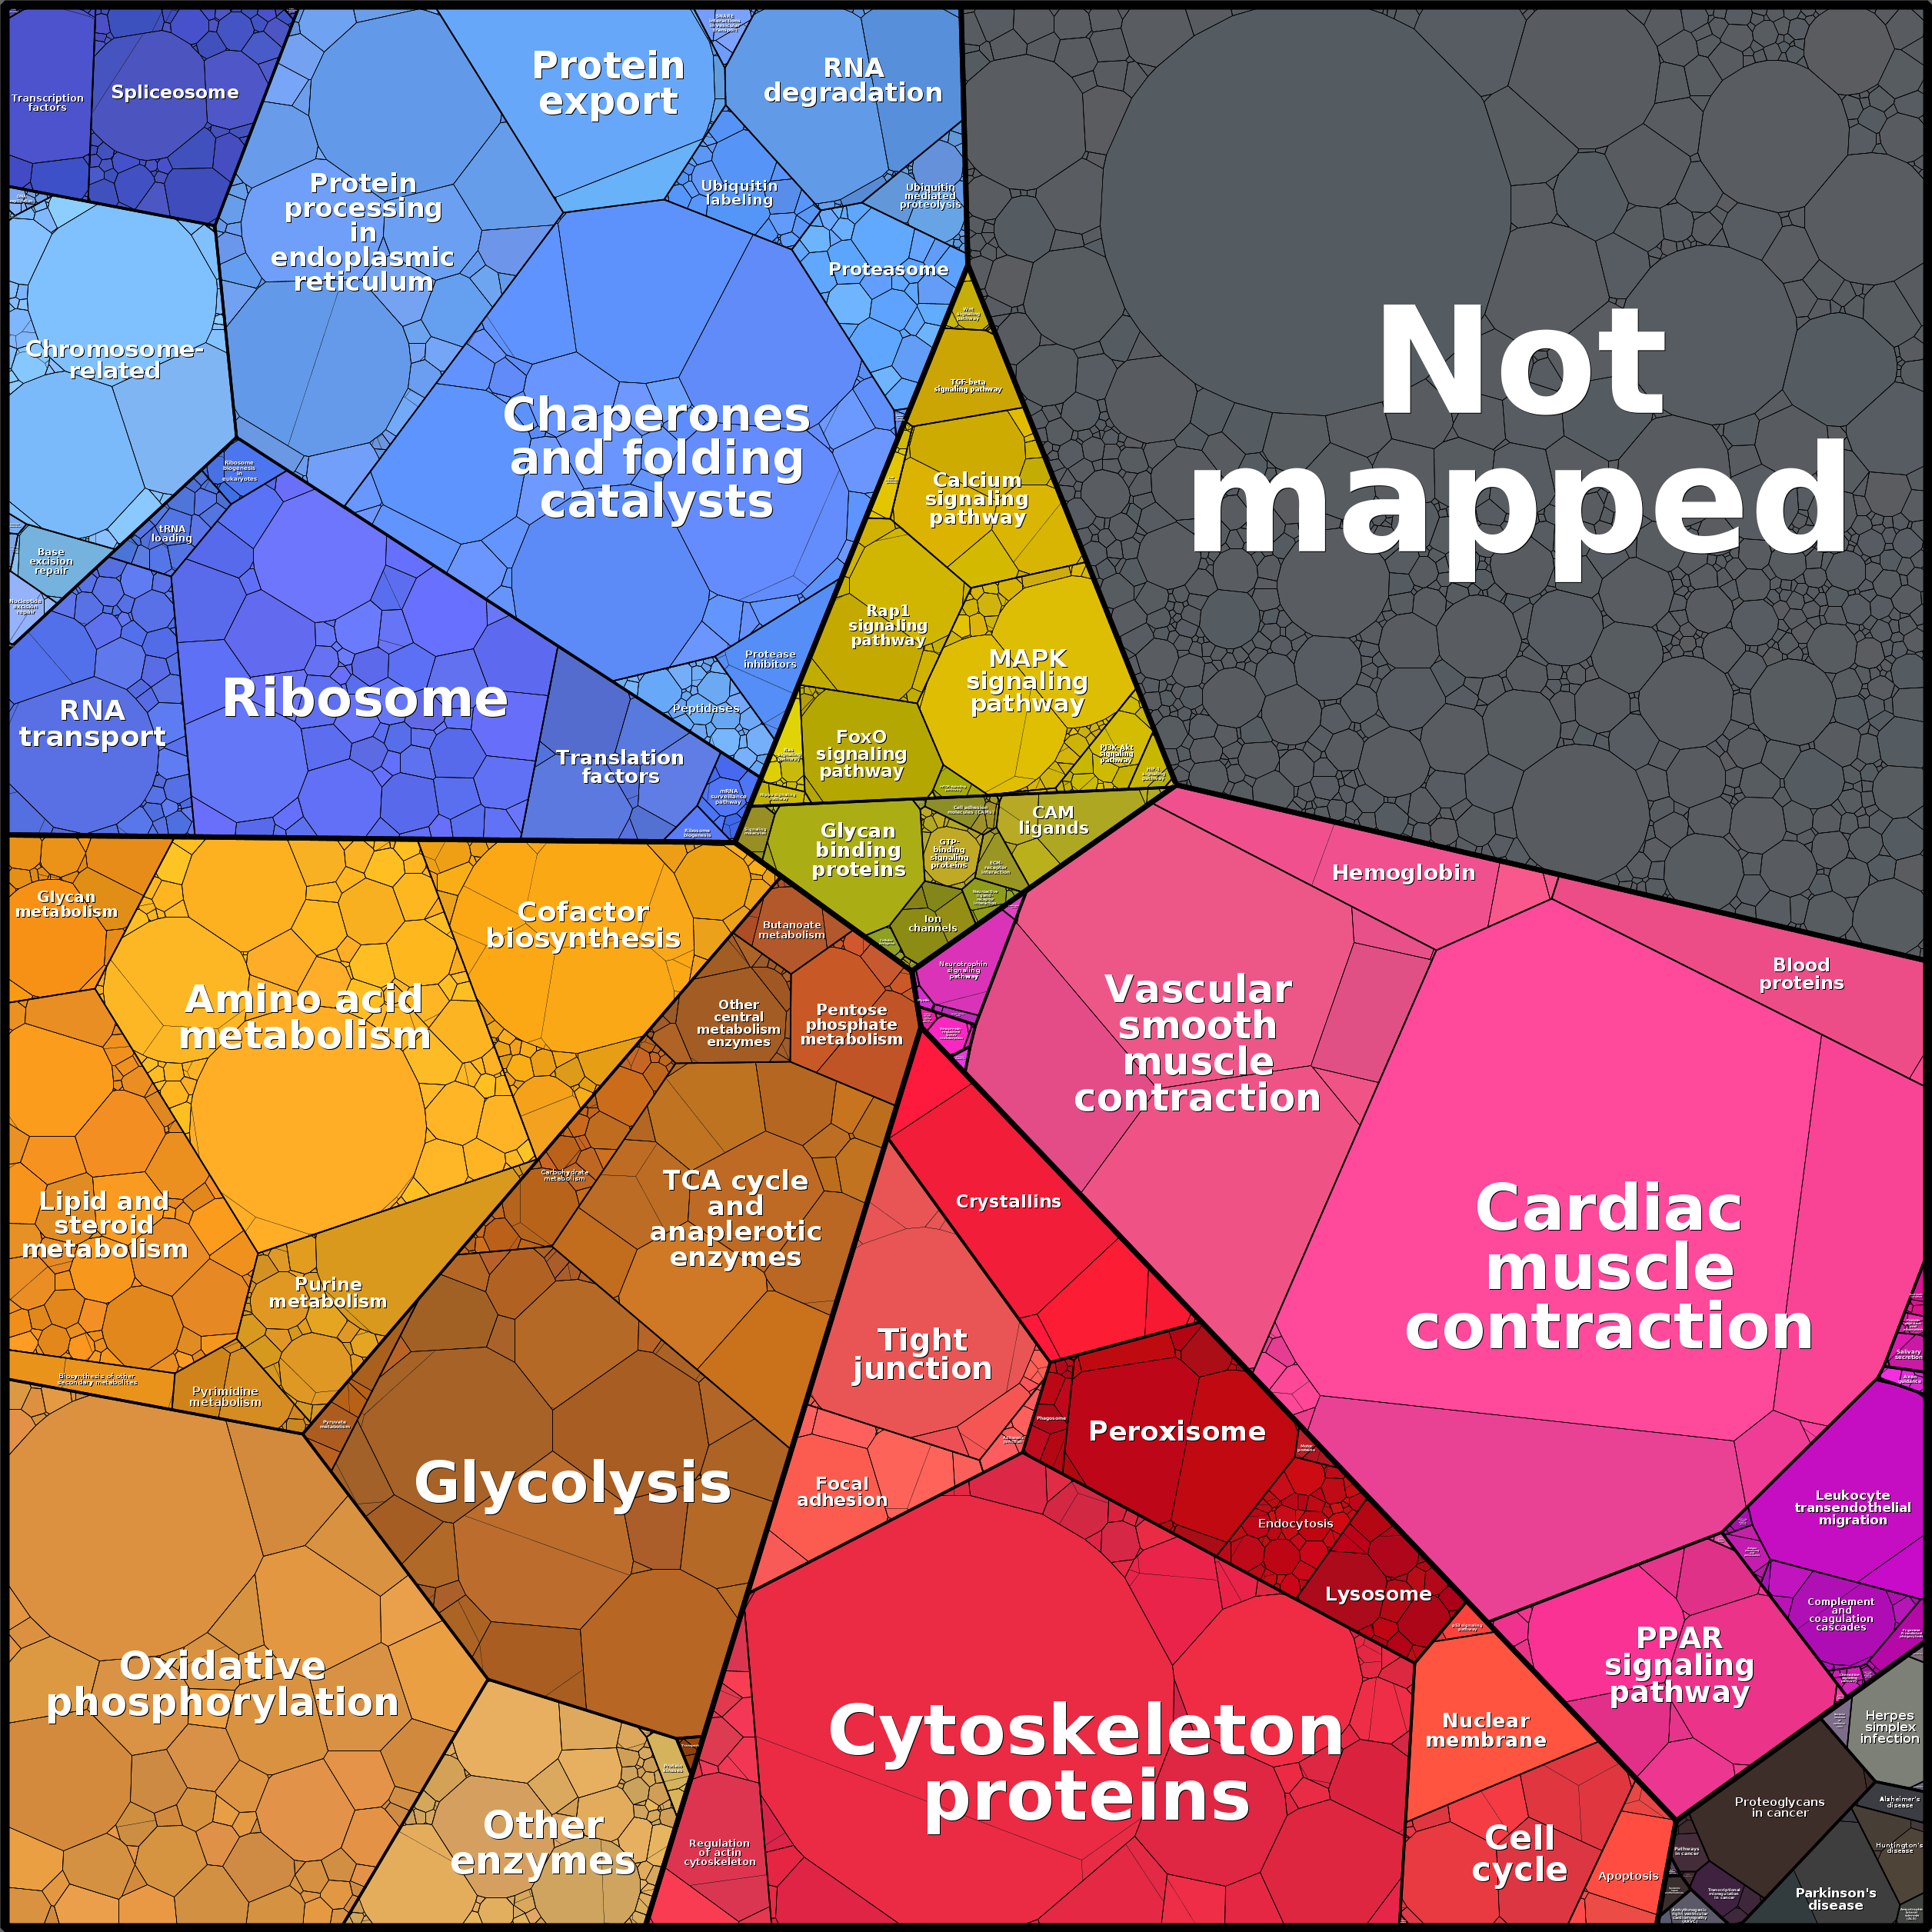 Transcription
factors
Spliceosome
Protein
export
RNA
degradation
Protein
processing
in
endoplasmic
reticulum
Ubiquitin
labeling
Ubiquitin
mediated
proteolysis
Proteasome
Chromosome-
related
Chaperones
and folding
catalysts
Ribosome
biogenesis
in
eukaryotes
tRNA
loading
Base
excision
repair
Nucleotide
excision
repair
RNA
transport
Ribosome
Translation
factors
Protease
inhibitors
Peptidases
mRNA
surveillance
pathway
Ribosome
biogenesis
Not
mapped
Wnt
signaling
pathway
TGF-beta
signaling pathway
Calcium
signaling
pathway
Rap1
signaling
pathway
MAPK
signaling
pathway
FoxO
signaling
pathway
PI3K-Akt
signaling
pathway
Glycan
binding
proteins
Cell adhesion
molecules (CAMs)
CAM
ligands
GTP-
binding
signaling
proteins
ECM-
receptor
interaction
Ion
channels
Glycan
metabolism
Amino acid
metabolism
Cofactor
biosynthesis
Lipid and
steroid
metabolism
Purine
metabolism
Biosynthesis of other
secondary metabolites
Pyrimidine
metabolism
Butanoate
metabolism
Other
central
metabolism
enzymes
Pentose
phosphate
metabolism
Carbohydrate
metabolism
TCA cycle
and
anaplerotic
enzymes
Pyruvate
metabolism
Glycolysis
Oxidative
phosphorylation
Other
enzymes
Protein
kinases
Neurotrophin
signaling
pathway
Hemoglobin
Blood
proteins
Vascular
smooth
muscle
contraction
Cardiac
muscle
contraction
Salivary
secretion
Leukocyte
transendothelial
migration
Complement
and
coagulation
cascades
PPAR
signaling
pathway
Crystallins
Tight
junction
Focal
adhesion
Phagosome
Peroxisome
Endocytosis
Lysosome
Cytoskeleton
proteins
Regulation
of actin
cytoskeleton
Nuclear
membrane
Cell
cycle
Apoptosis
Herpes
simplex
infection
Proteoglycans
in cancer
Alzheimer's
disease
Huntington's
disease
Pathways
in cancer
Transcriptional
misregulation
in cancer
Parkinson's
disease